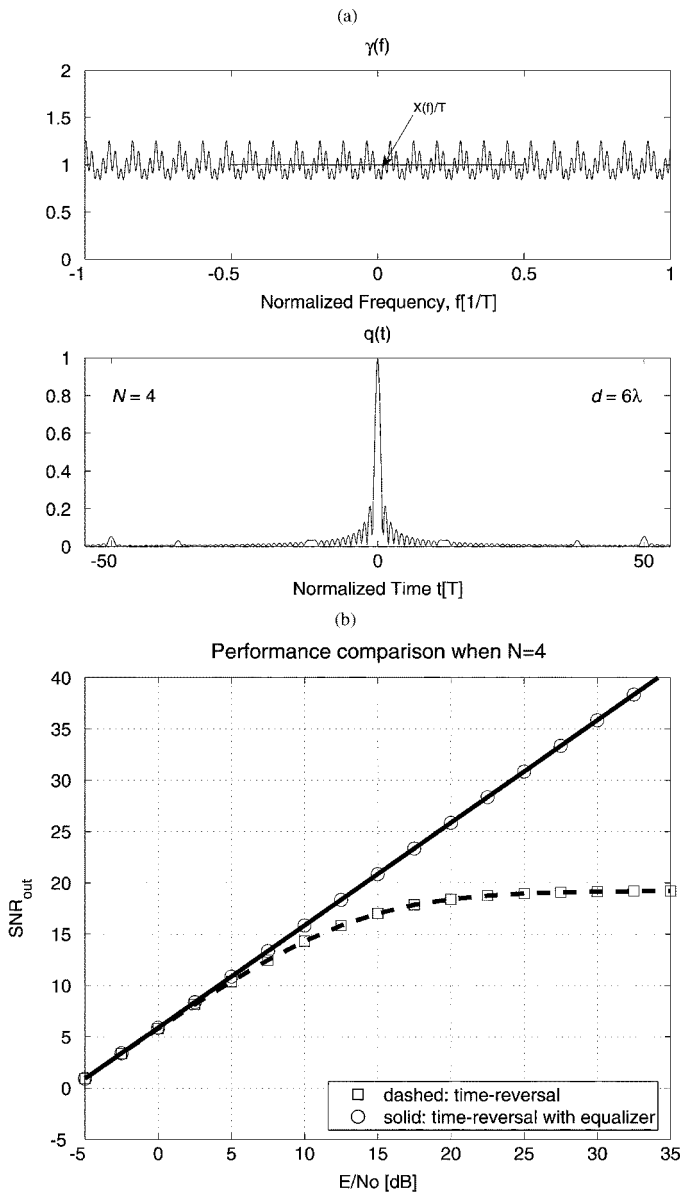 (a)
γ(f)
2
1.5
1
0.5
0
X(f)/T
-1
-0.5
0
0.5
1
Normalized Frequency, f[1/T]
q(t)
1
0.8
0.6
0.4
0.2
0
N = 4
d = 6λ
-50
0
50
Normalized Time t[T]
(b)
Performance comparison when N=4
40
35
30
25
20
15
10
5
0
-5
SNRout
-5
0
5
10
15
20
25
30
35
E/No [dB]
dashed: time-reversal
solid: time-reversal with equalizer